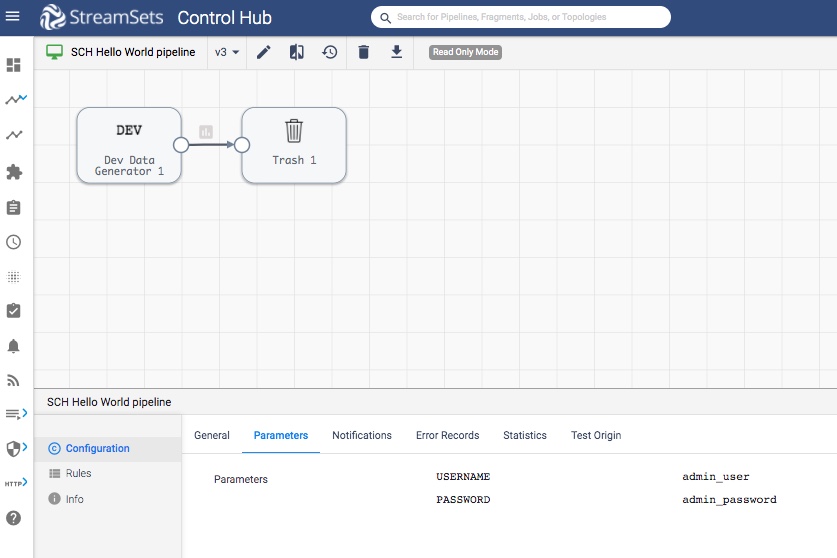 StreamSets Control Hub
Search for Pipelines, Fragments, Jobs, or Topologies
SCH Hello World pipeline v3 Read Only Mode
DEV
Dev Data
Generator 1
Trash 1
SCH Hello World pipeline
Configuration
Rules
Info
General Parameters Notifications Error Records Statistics Test Origin
Parameters USERNAME admin_user
PASSWORD admin_password
HTTP